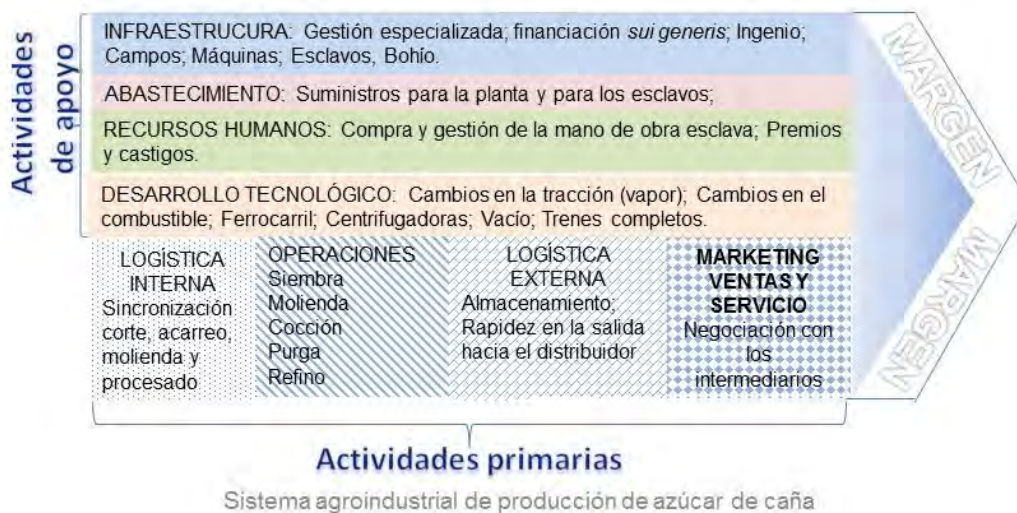 Actividades de apoyo
INFRAESTRUCURA: Gestión especializada; financiación sui generis; Ingenio;
Campos; Máquinas; Esclavos, Bohío.
ABASTECIMIENTO: Suministros para la planta y para los esclavos;
RECURSOS HUMANOS: Compra y gestión de la mano de obra esclava; Premios
y castigos.
DESARROLLO TECNOLÓGICO: Cambios en la tracción (vapor); Cambios en el
combustible; Ferrocarril; Centrifugadoras; Vacío; Trenes completos.
LOGÍSTICA
INTERNA
Sincronización
corte, acarreo,
molienda y
procesado
OPERACIONES
Siembra
Molienda
Cocción
Purga
Refino
LOGÍSTICA
EXTERNA
Almacenamiento;
Rapidez en la salida
hacia el distribuidor
MARKETING
VENTAS Y
SERVICIO
Negociación con
los
intermediarios
MARGEN
MARGEN
Actividades primarias
Sistema agroindustrial de producción de azúcar de caña